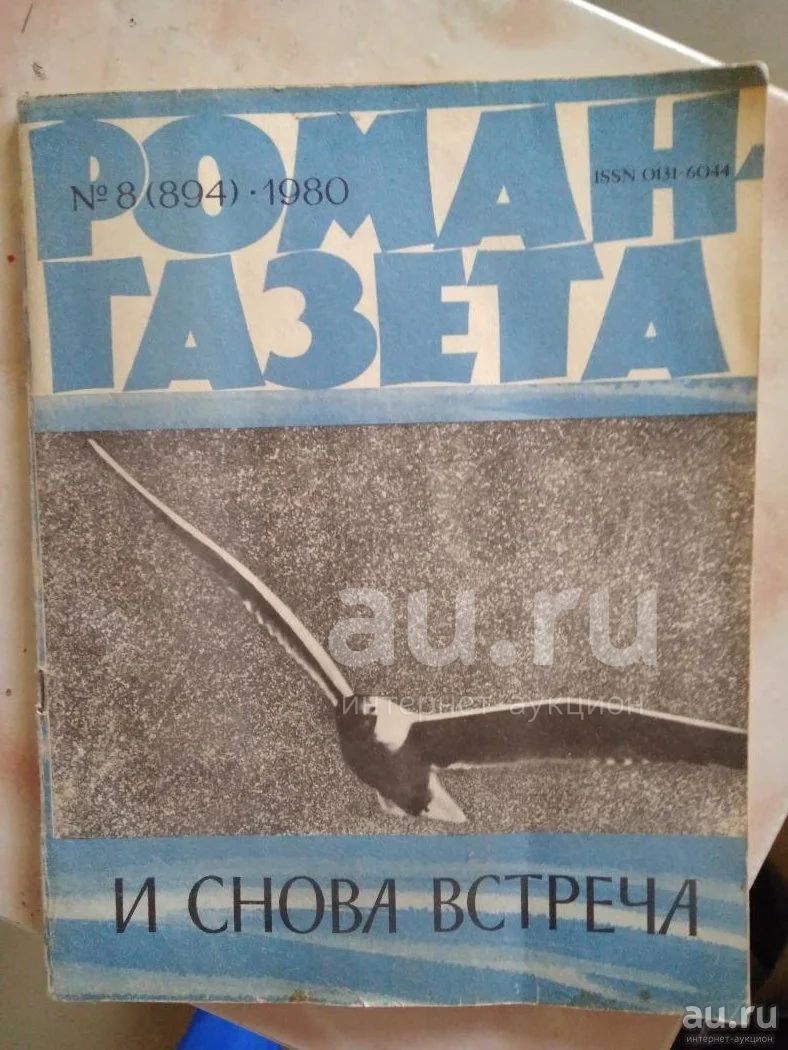 РОМАН-
№ 8 (894) · 1980
ISSN 0131-6044
ГАЗЕТА
au.ru
интернет-аукцион
И СНОВА ВСТРЕЧА
au.ru
интернет-аукцион